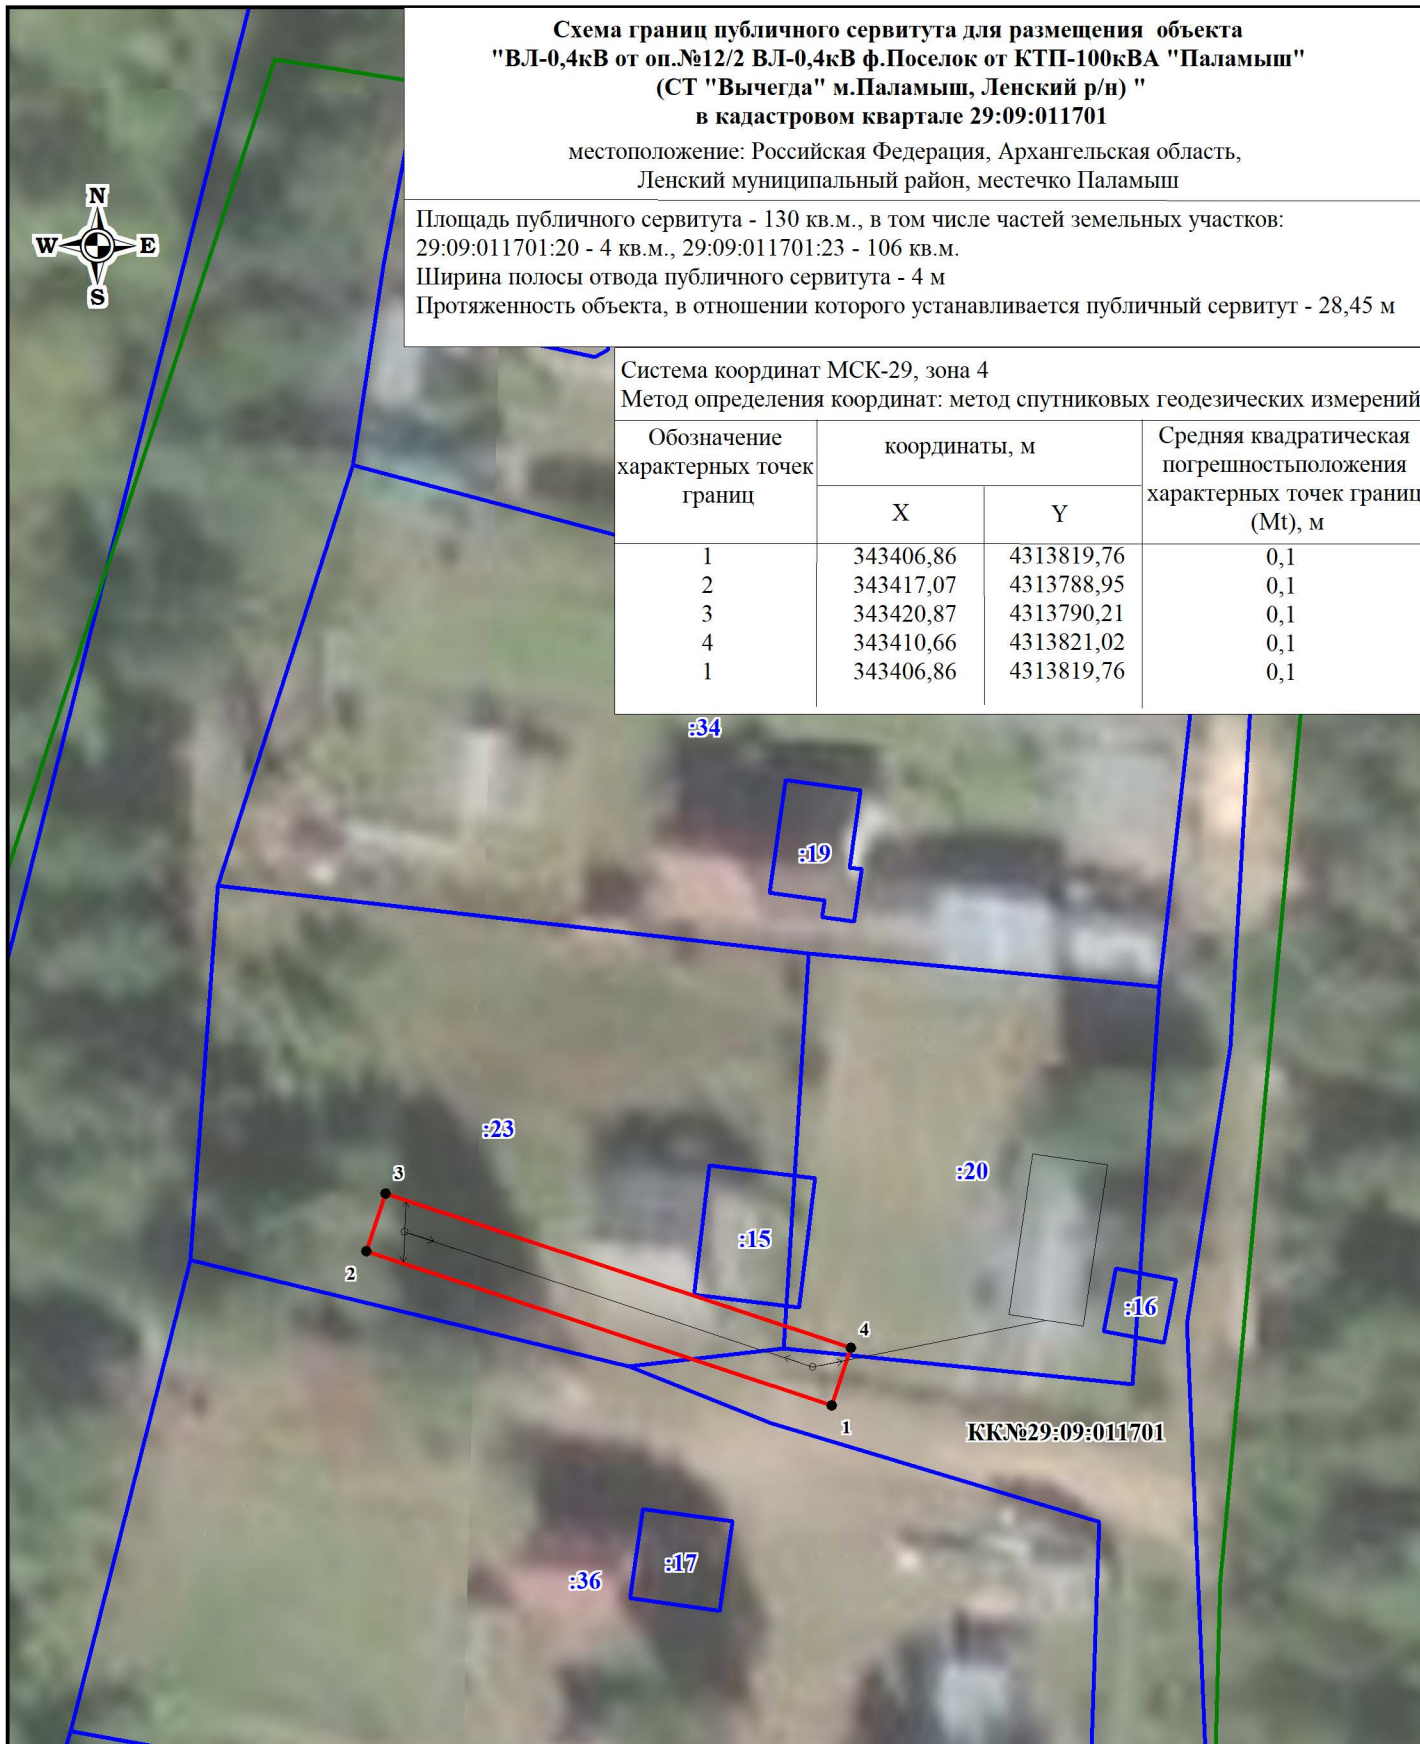 Схема границ публичного сервитута для размещения объекта
"ВЛ-0,4кВ от оп.№12/2 ВЛ-0,4кВ ф.Поселок от КТП-100кВА "Паламыш"
(СТ "Вычегда" м.Паламыш, Ленский р/н) "
в кадастровом квартале 29:09:011701
местоположение: Российская Федерация, Архангельская область,
Ленский муниципальный район, местечко Паламыш
Площадь публичного сервитута - 130 кв.м., в том числе частей земельных участков:
29:09:011701:20 - 4 кв.м., 29:09:011701:23 - 106 кв.м.
Ширина полосы отвода публичного сервитута - 4 м
Протяженность объекта, в отношении которого устанавливается публичный сервитут - 28,45 м
N
W E
S
Система координат МСК-29, зона 4
Метод определения координат: метод спутниковых геодезических измерений
Обозначение характерных точек границ
координаты, м
X Y
Средняя квадратическая погрешностьположения характерных точек границ (Mt), м
1 343406,86 4313819,76 0,1
2 343417,07 4313788,95 0,1
3 343420,87 4313790,21 0,1
4 343410,66 4313821,02 0,1
1 343406,86 4313819,76 0,1
:34
:19
:23
3
:20
:15
2
:16
4
1
КК№29:09:011701
:17
:36